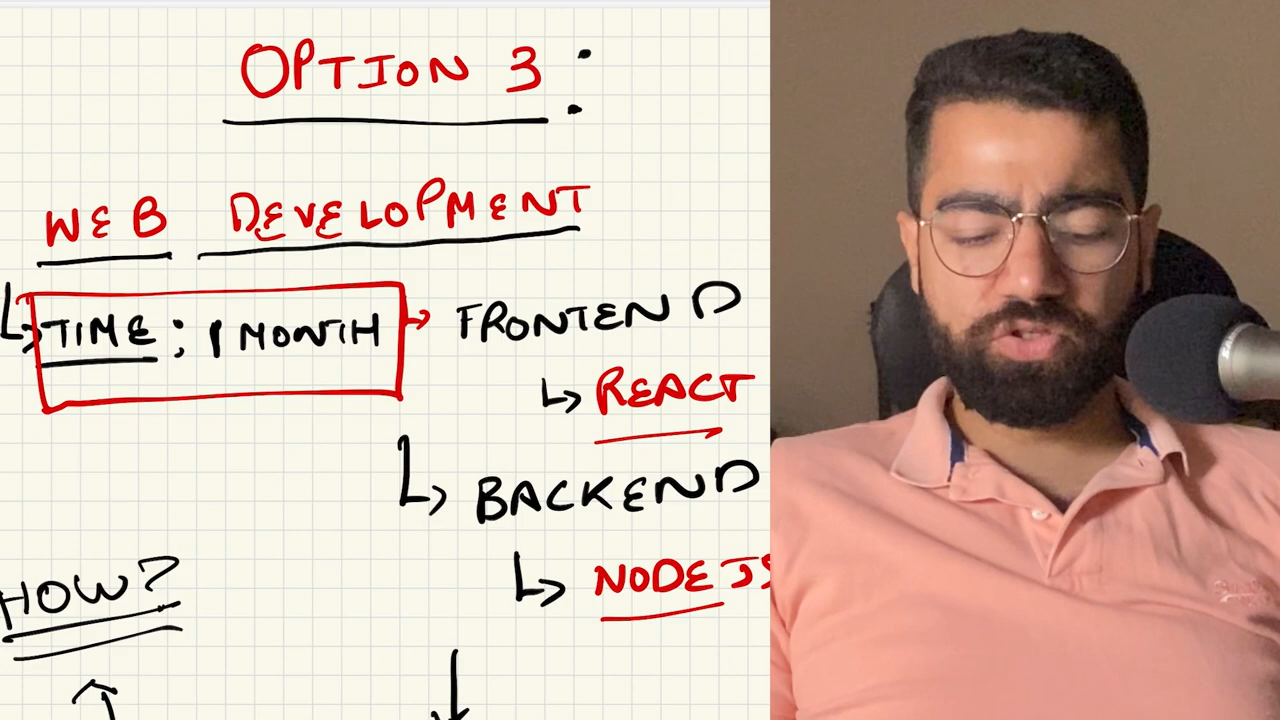 OPTION 3:
WEB DEVELOPMENT
TIME: 1 MONTH
FRONTEND
REACT
BACKEND
NODE JS
HOW?